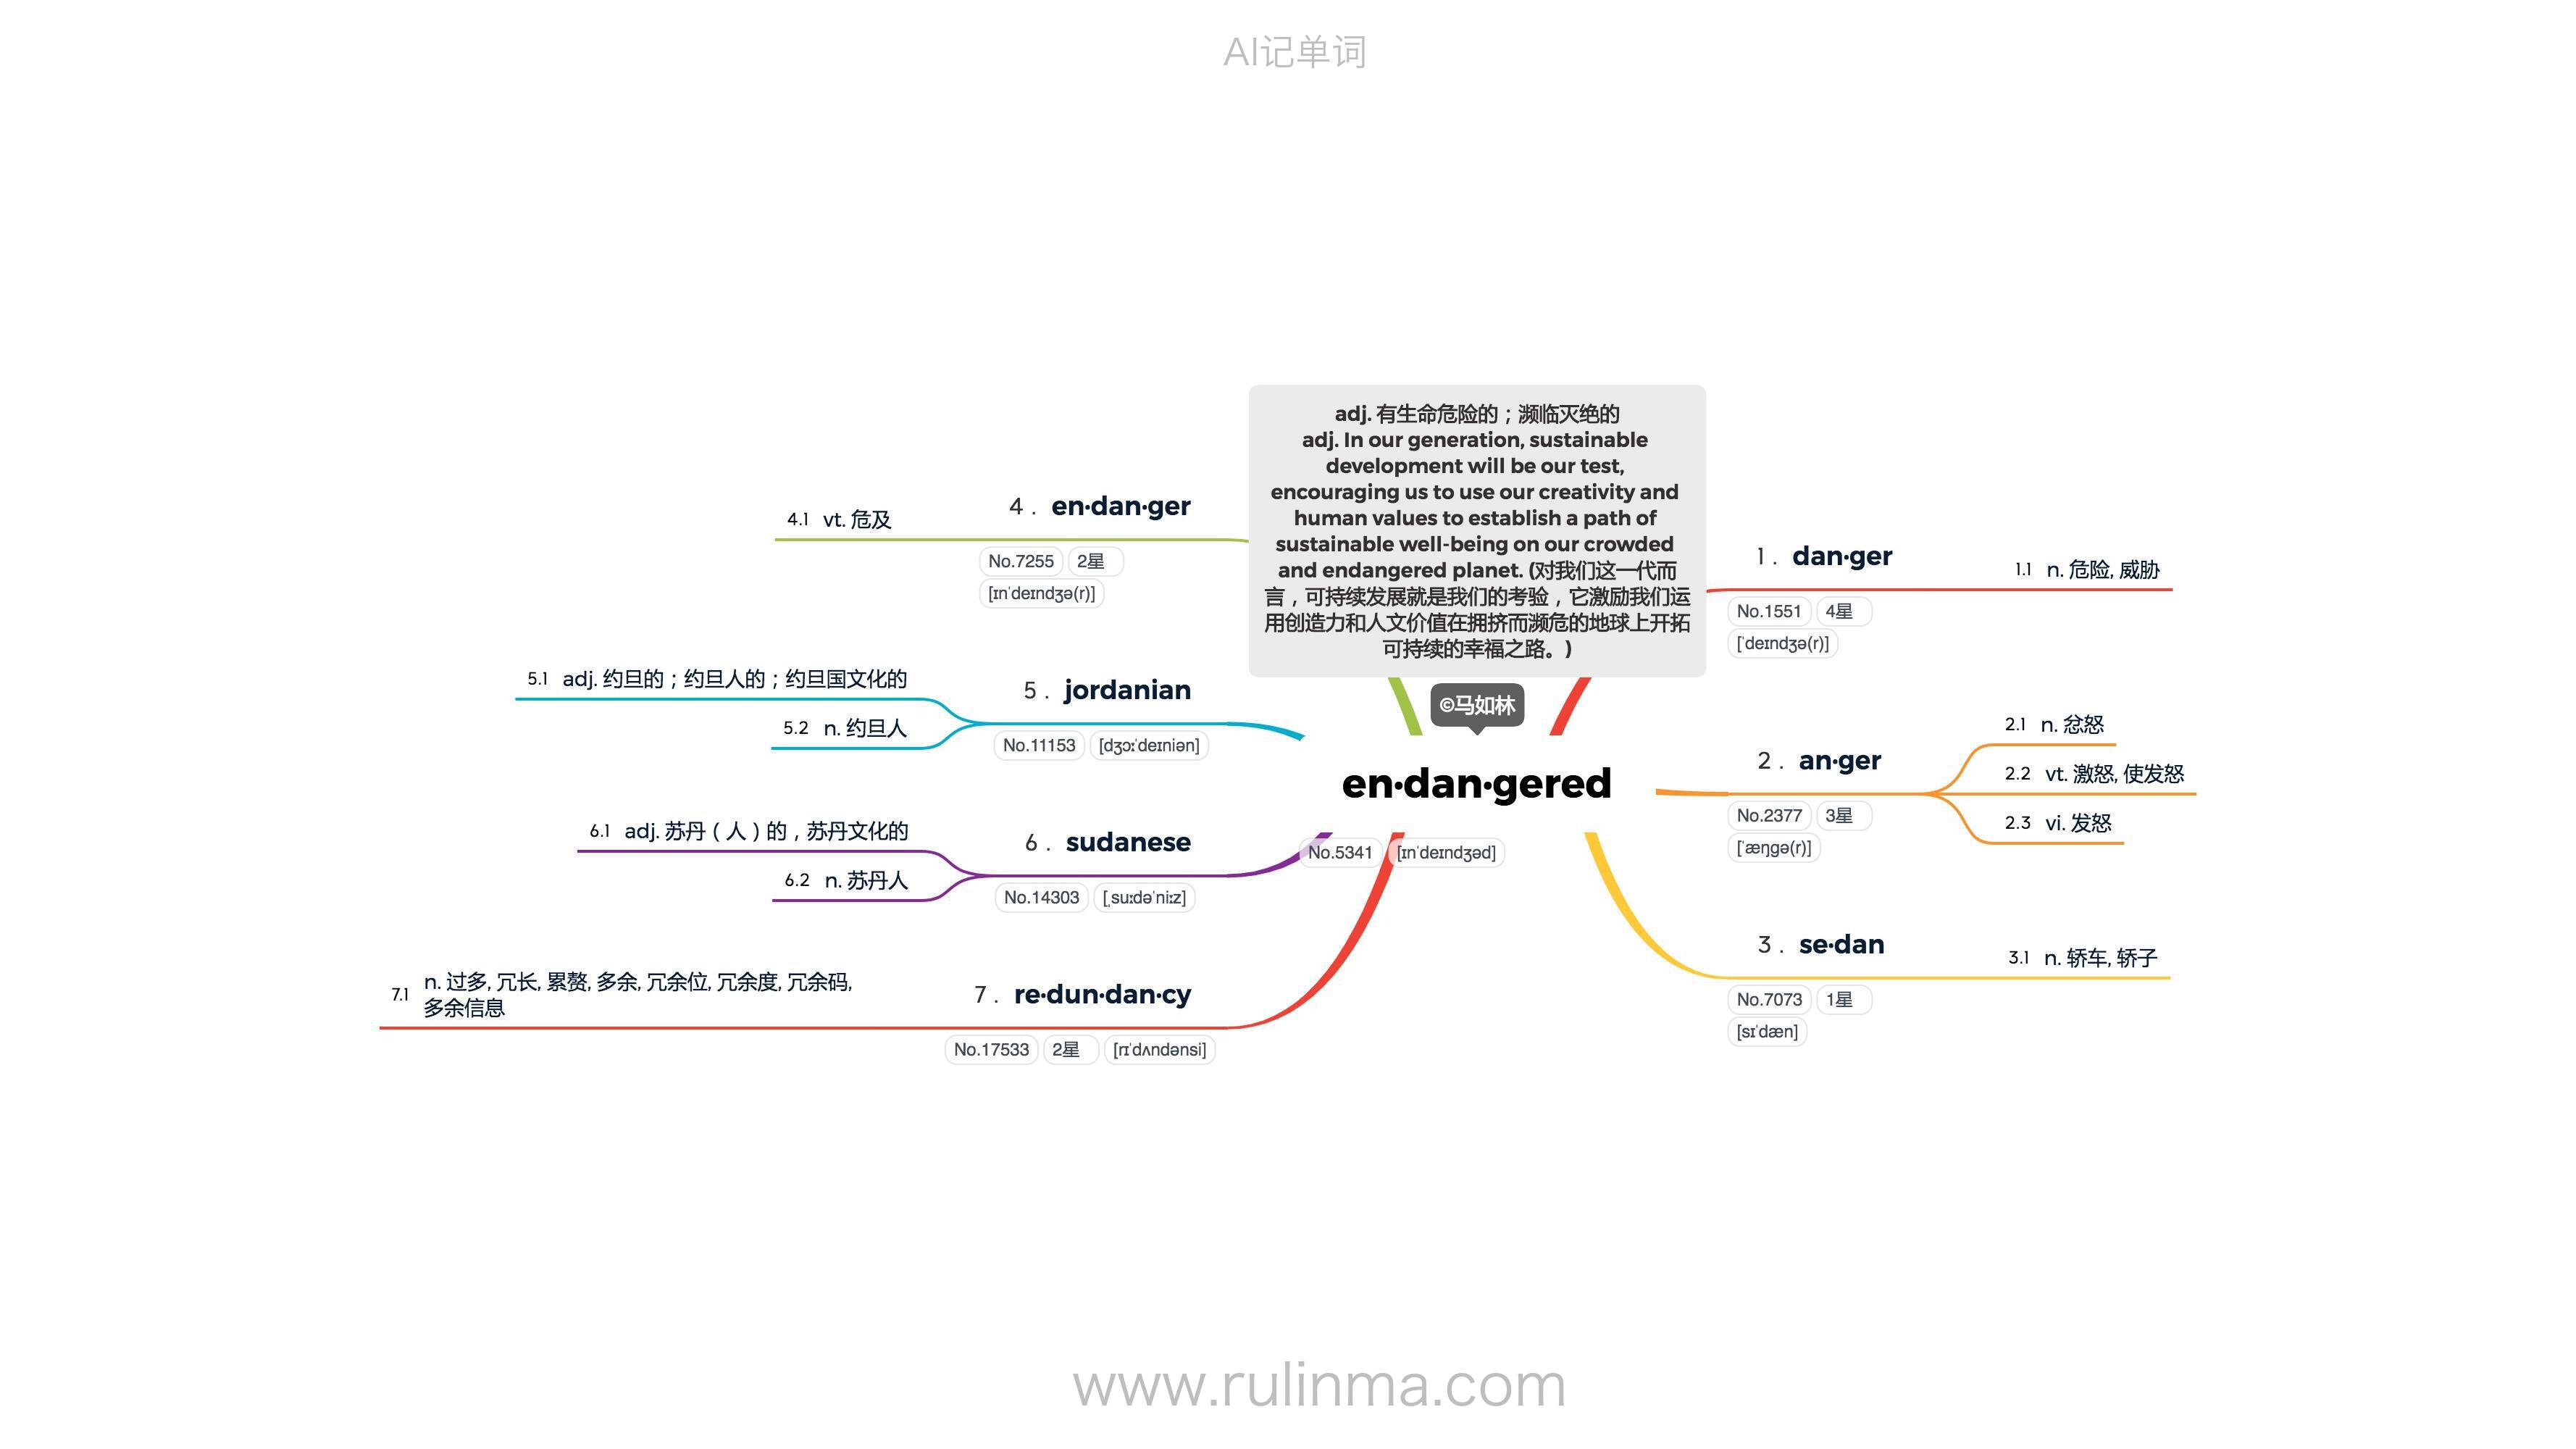 AI记单词
adj. 有生命危险的；濒临灭绝的
adj. In our generation, sustainable
development will be our test,
encouraging us to use our creativity and
human values to establish a path of
sustainable well-being on our crowded
and endangered planet. (对我们这一代而
言，可持续发展就是我们的考验，它激励我们运
用创造力和人文价值在拥挤而濒危的地球上开拓
可持续的幸福之路。)
©马如林
en·dan·gered
No.5341 [ɪnˈdeɪndʒəd]
1. dan·ger
No.1551 4星
[ˈdeɪndʒə(r)]
1.1 n. 危险, 威胁
2. an·ger
No.2377 3星
[ˈæŋgə(r)]
2.1 n. 忿怒
2.2 vt. 激怒, 使发怒
2.3 vi. 发怒
3. se·dan
No.7073 1星
[sɪˈdæn]
3.1 n. 轿车, 轿子
4. en·dan·ger
No.7255 2星
[ɪnˈdeɪndʒə(r)]
4.1 vt. 危及
5. jordanian
No.11153 [dʒɔːˈdeɪniən]
5.1 adj. 约旦的；约旦人的；约旦国文化的
5.2 n. 约旦人
6. sudanese
No.14303 [ˌsuːdəˈniːz]
6.1 adj. 苏丹（人）的，苏丹文化的
6.2 n. 苏丹人
7. re·dun·dan·cy
No.17533 2星 [rɪˈdʌndənsi]
7.1 n. 过多, 冗长, 累赘, 多余, 冗余位, 冗余度, 冗余码,
多余信息
www.rulinma.com